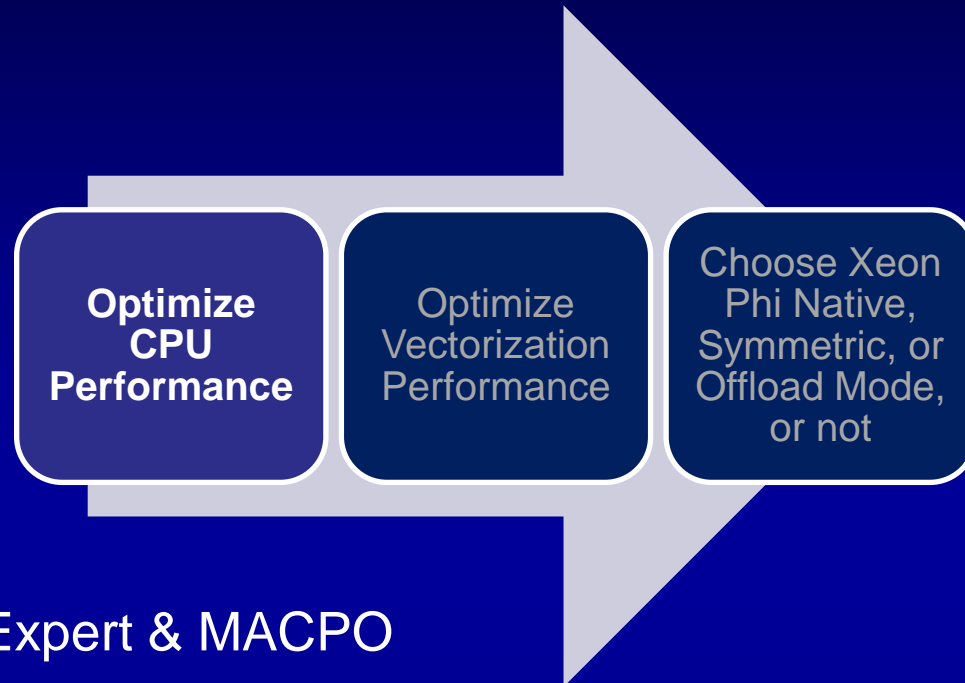 Optimize
CPU
Performance
Optimize
Vectorization
Performance
Choose Xeon
Phi Native,
Symmetric, or
Offload Mode,
or not
Expert & MACPO